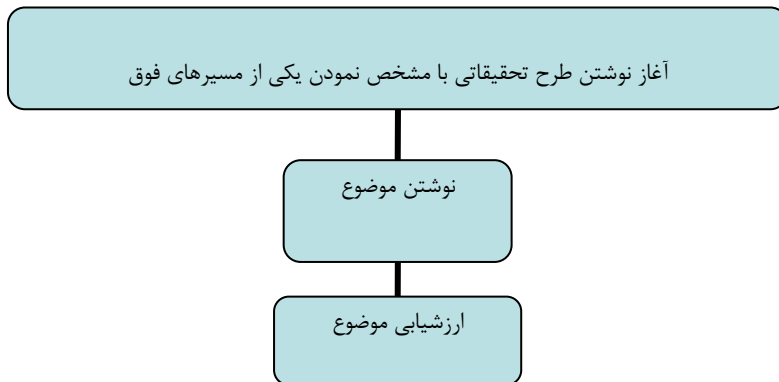 آغاز نوشتن طرح تحقیقاتی با مشخص نمودن یکی از مسیرهای فوق
نوشتن موضوع
ارزشیابی موضوع